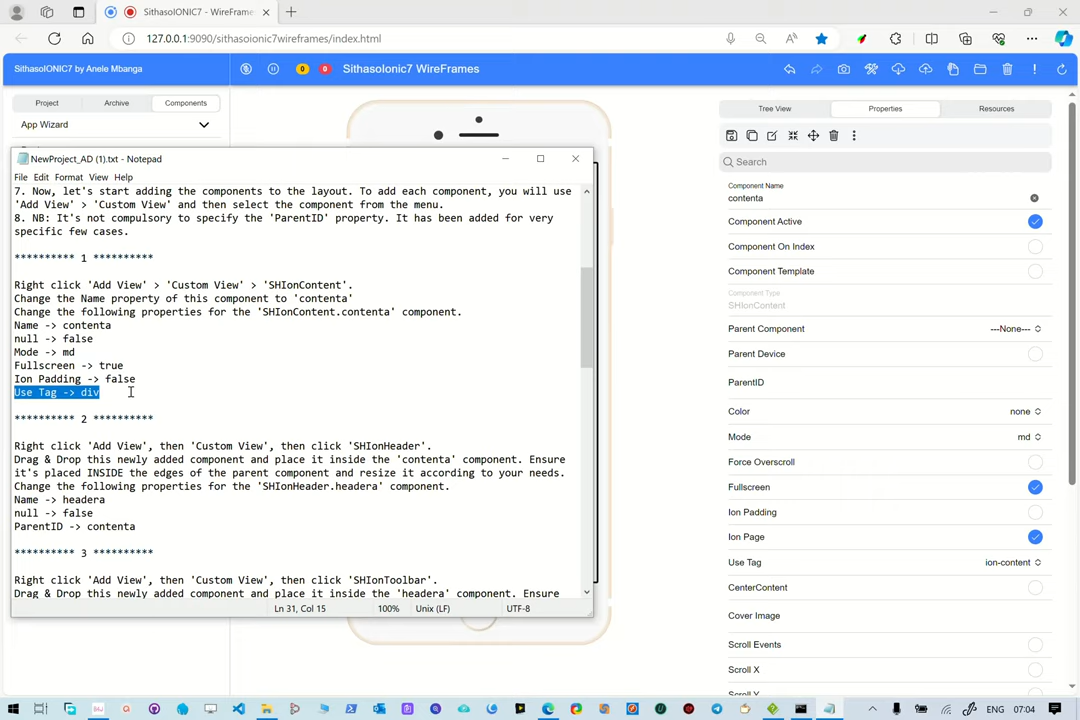 SithasoIONIC7 - WireFrame
127.0.0.1:9090/sithasoionic7wireframes/index.html
SithasoIONIC7 by Anele Mbanga
0
0
SithasoIonic7 WireFrames
Project
Archive
Components
App Wizard
NewProject_AD (1).txt - Notepad
File Edit Format View Help
7. Now, let's start adding the components to the layout. To add each component, you will use
'Add View' > 'Custom View' and then select the component from the menu.
8. NB: It's not compulsory to specify the 'ParentID' property. It has been added for very
specific few cases.
********** 1 **********
Right click 'Add View' > 'Custom View' > 'SHIonContent'.
Change the Name property of this component to 'contenta'
Change the following properties for the 'SHIonContent.contenta' component.
Name -> contenta
null -> false
Mode -> md
Fullscreen -> true
Ion Padding -> false
Use Tag -> div
********** 2 **********
Right click 'Add View', then 'Custom View', then click 'SHIonHeader'.
Drag & Drop this newly added component and place it inside the 'contenta' component. Ensure
it's placed INSIDE the edges of the parent component and resize it according to your needs.
Change the following properties for the 'SHIonHeader.headera' component.
Name -> headera
null -> false
ParentID -> contenta
********** 3 **********
Right click 'Add View', then 'Custom View', then click 'SHIonToolbar'.
Drag & Drop this newly added component and place it inside the 'headera' component. Ensure
Ln 31, Col 15
100%
Unix (LF)
UTF-8
Tree View
Properties
Resources
Search
Component Name
contenta
Component Active
Component On Index
Component Template
Component Type
SHIonContent
Parent Component
---None---
Parent Device
ParentID
Color
none
Mode
md
Force Overscroll
Fullscreen
Ion Padding
Ion Page
Use Tag
ion-content
CenterContent
Cover Image
Scroll Events
Scroll X
Scroll Y
ENG
07:04